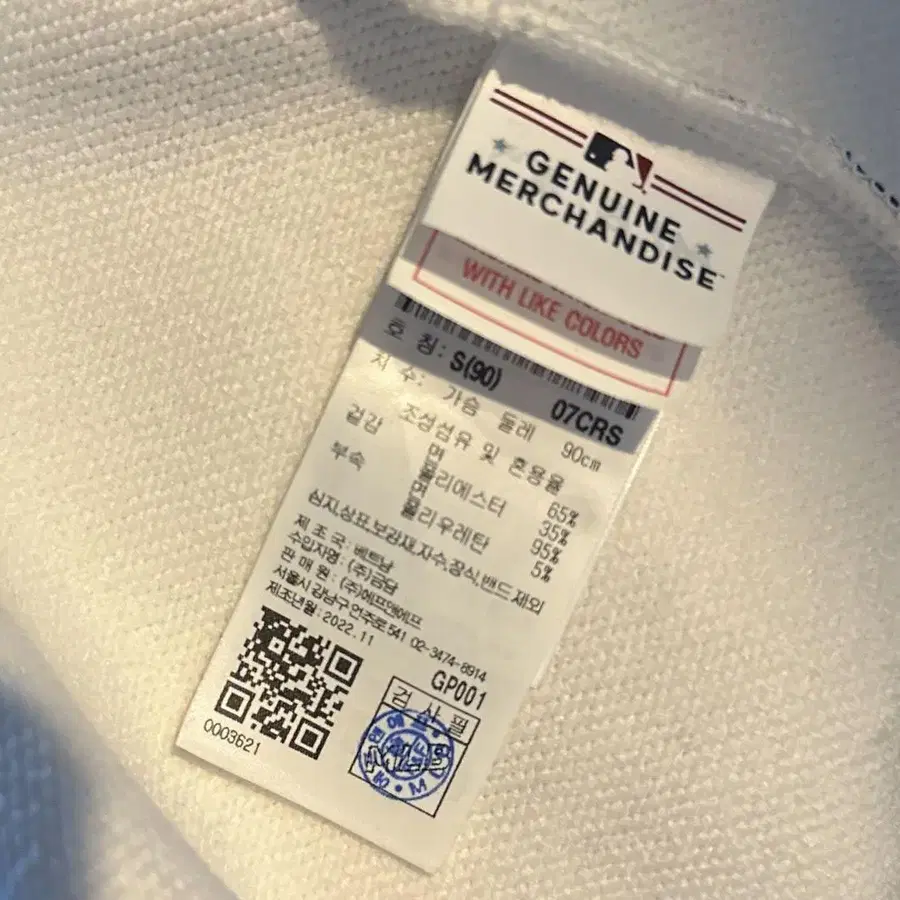 GENUINE
MERCHANDISE
WITH LIKE COLORS
호 칭: S(90) 07CRS
치 수: 가슴 둘레 90cm
조성섬유 및 혼용율
겉감 면 65%
폴리에스터 35%
부속 면 95%
폴리우레탄 5%
심지,상표,보강재,자수,장식,밴드 제외
제 조 국: 베트남
수입자명: (주)금담
판 매 원: (주)에프앤에프
서울시 강남구 언주로 541 02-3474-8914
제조년월: 2022.11
GP001
검 사 필
0003621